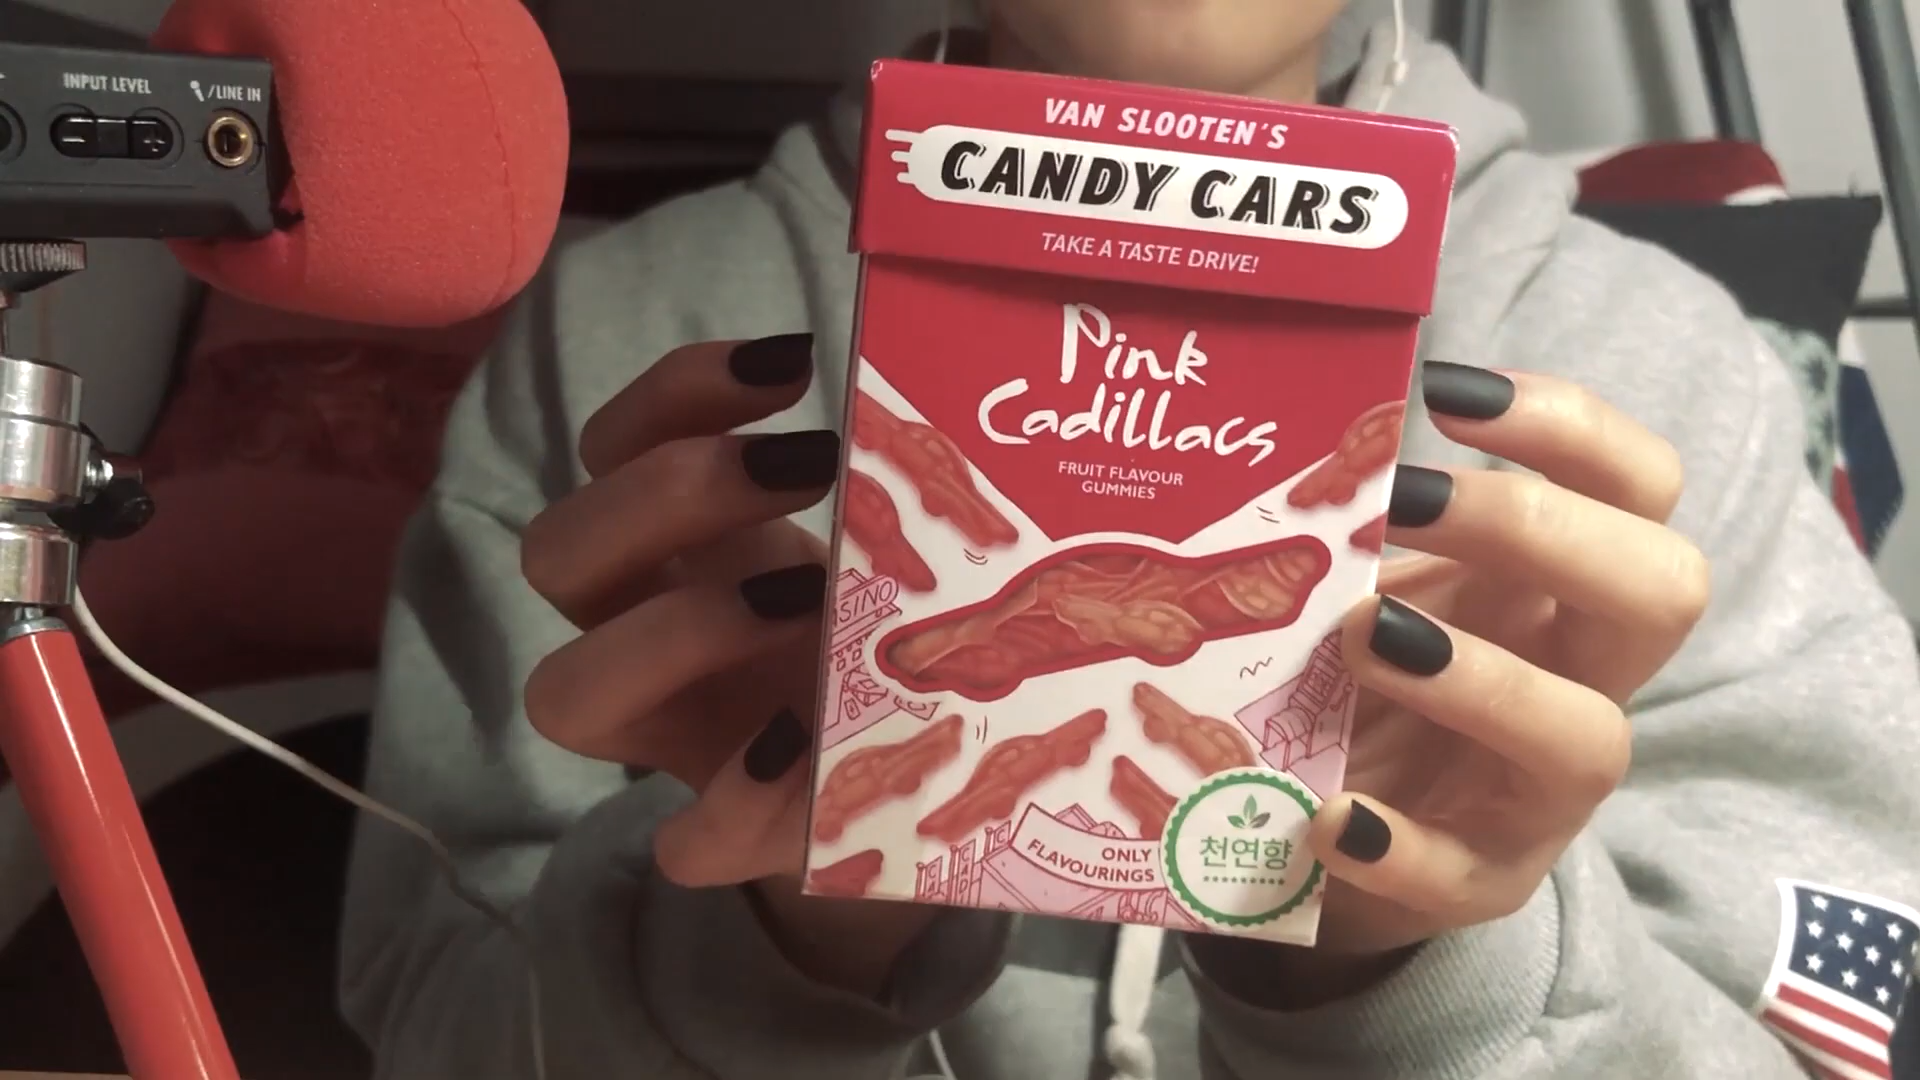 INPUT LEVEL
/LINE IN
VAN SLOOTEN'S
CANDY CARS
TAKE A TASTE DRIVE!
Pink
Cadillacs
FRUIT FLAVOUR
GUMMIES
ONLY
FLAVOURINGS
천연향